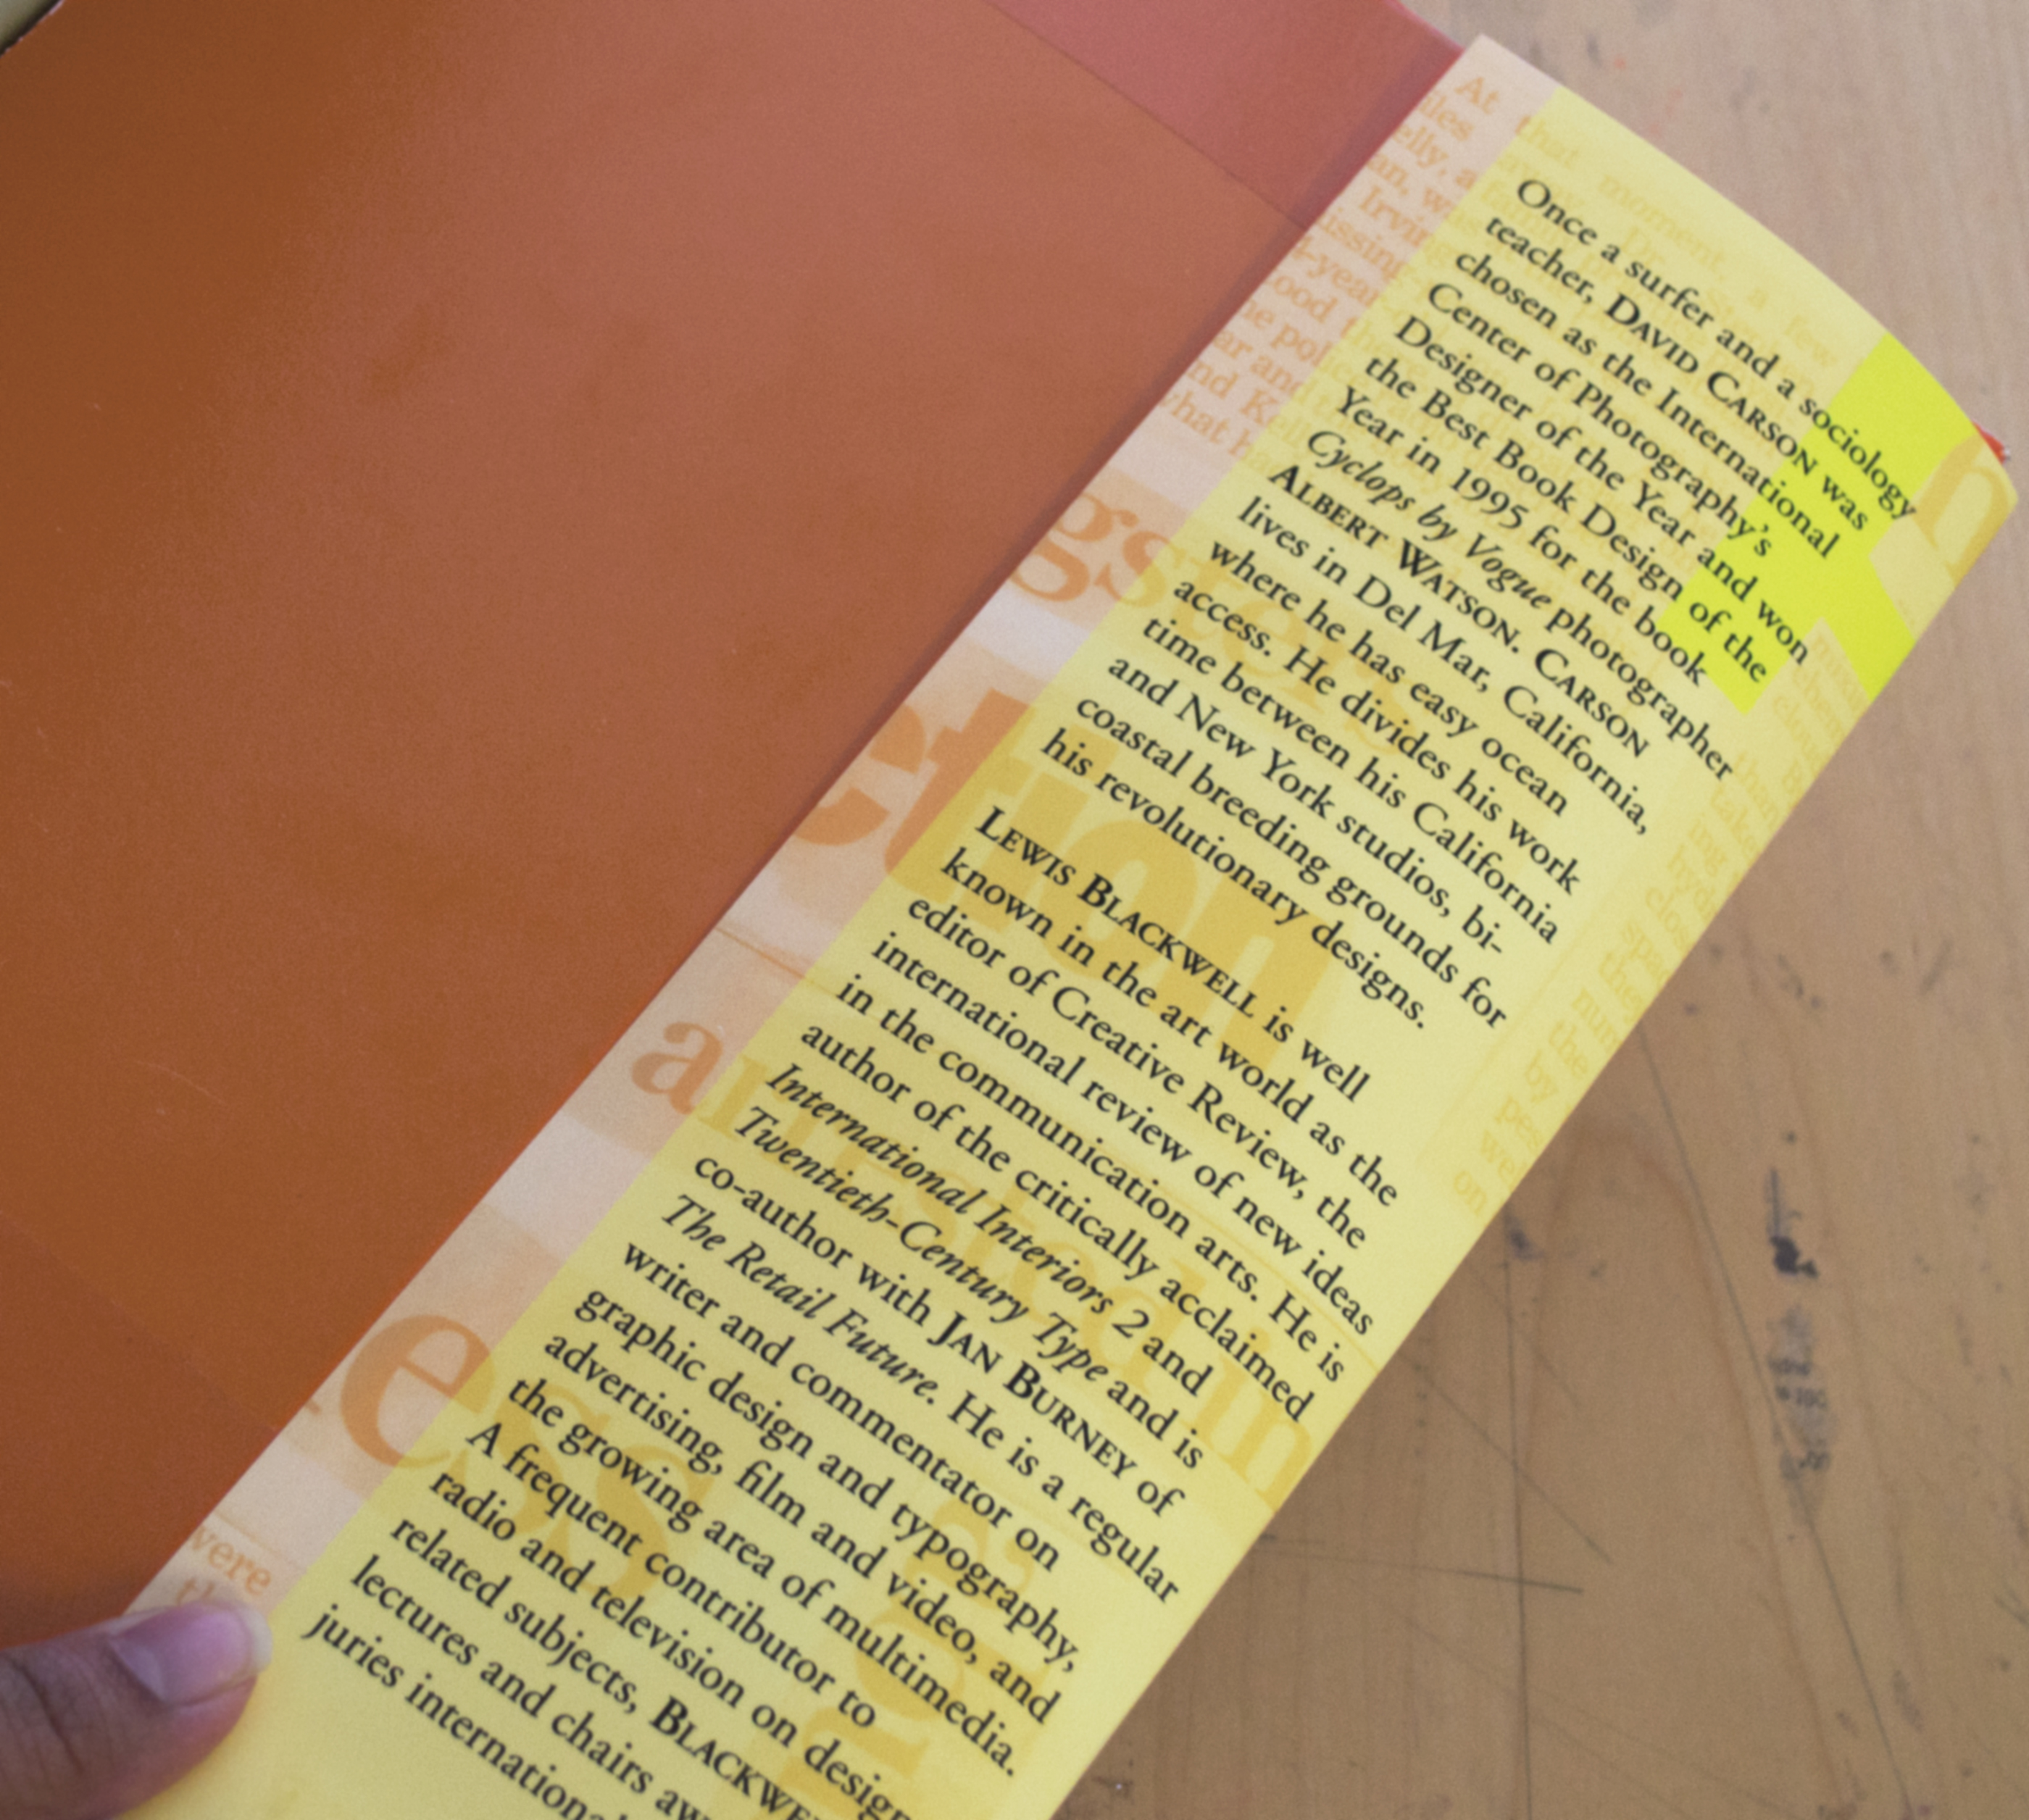 Once a surfer and a sociology
teacher, DAVID CARSON was
chosen as the International
Center of Photography's
Designer of the Year and won
the Best Book Design of the
Year in 1995 for the book
Cyclops by Vogue photographer
ALBERT WATSON. CARSON
lives in Del Mar, California,
where he has easy ocean
access. He divides his work
time between his California
and New York studios, bi-
coastal breeding grounds for
his revolutionary designs.
LEWIS BLACKWELL is well
known in the art world as the
editor of Creative Review, the
international review of new ideas
in the communication arts. He is
author of the critically acclaimed
International Interiors 2 and
Twentieth-Century Type and is
co-author with JAN BURNEY of
The Retail Future. He is a regular
writer and commentator on
graphic design and typography,
advertising, film and video, and
the growing area of multimedia.
A frequent contributor to
radio and television on design
related subjects,
lectures and chairs
juries
At that moment, a few
were